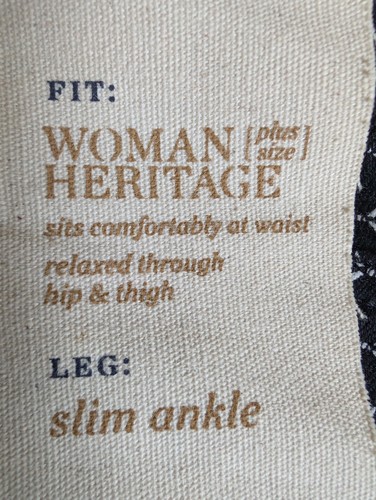 FIT:
WOMAN [plus size]
HERITAGE
sits comfortably at waist
relaxed through
hip & thigh
LEG:
slim ankle